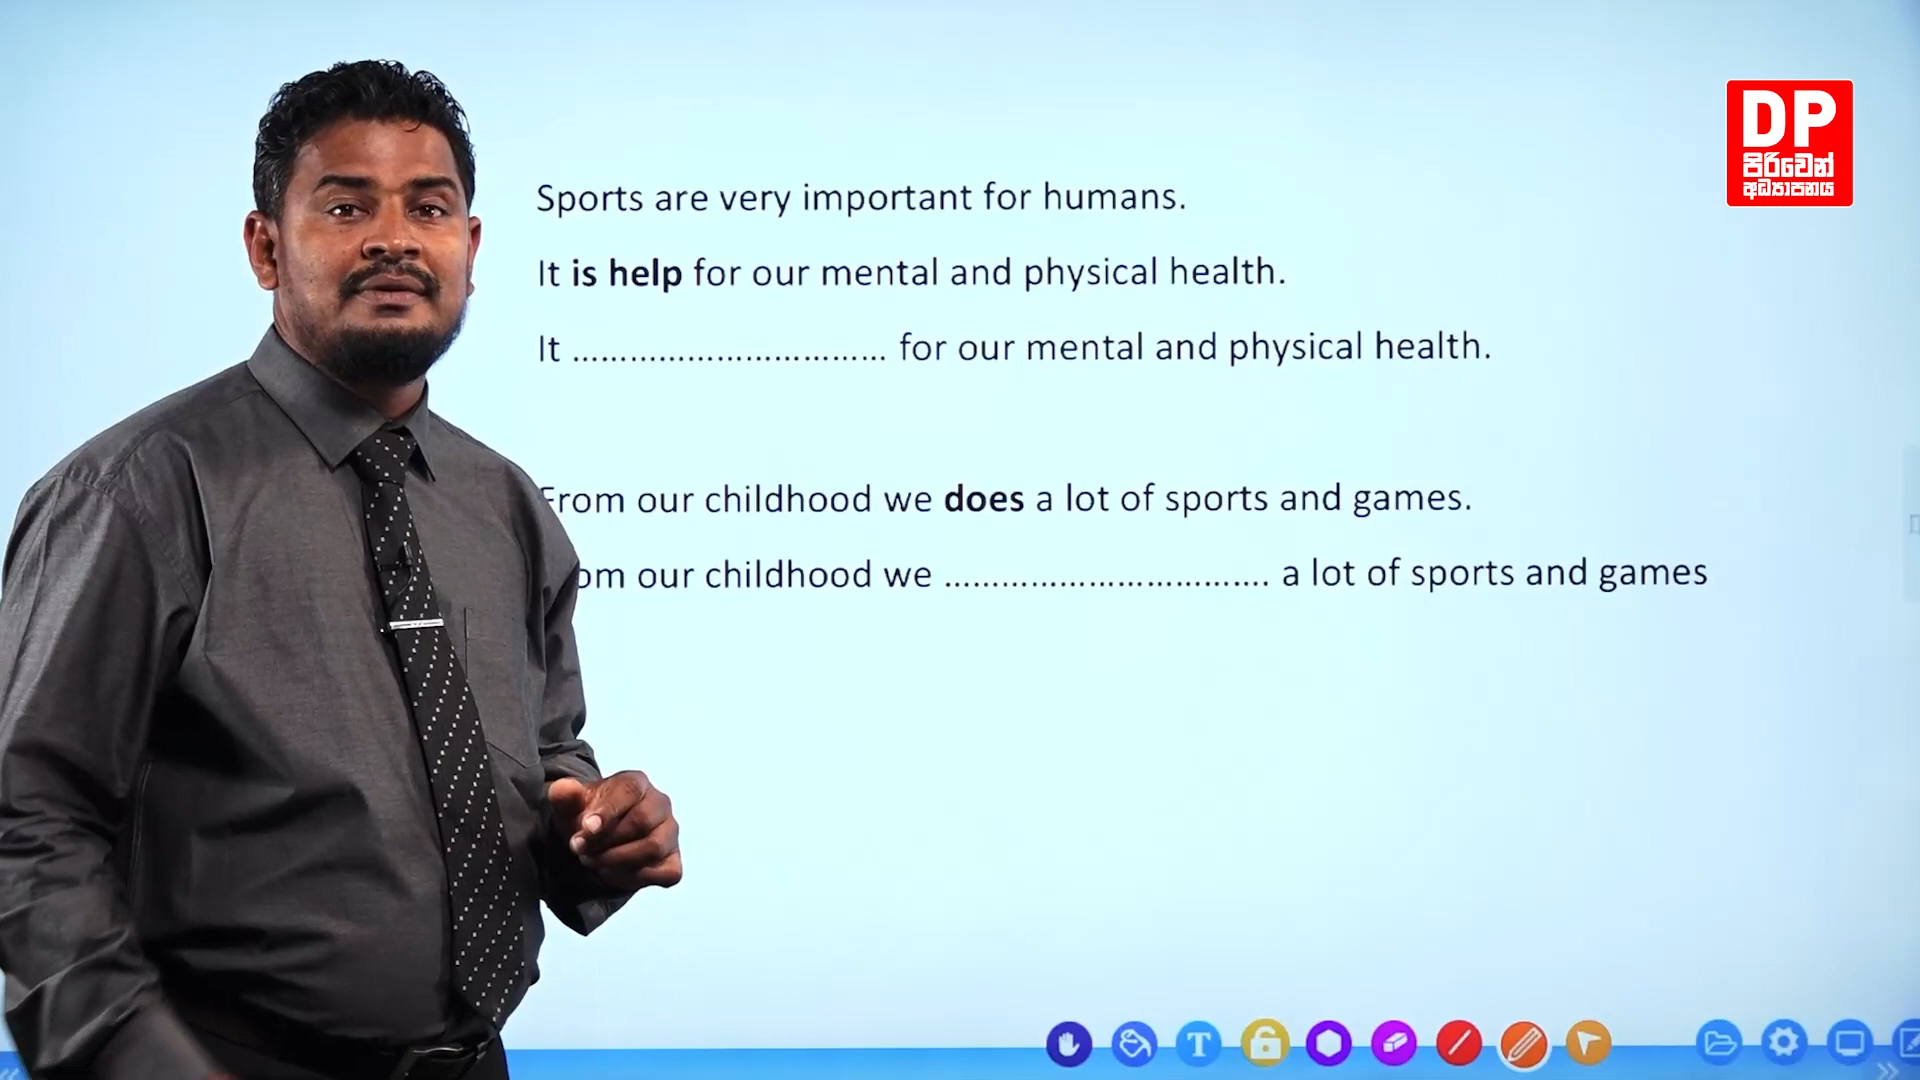 DP
පිරිවෙන්
අධ්‍යාපනය
Sports are very important for humans.
It is help for our mental and physical health.
It ................................ for our mental and physical health.
From our childhood we does a lot of sports and games.
om our childhood we ................................. a lot of sports and games
T